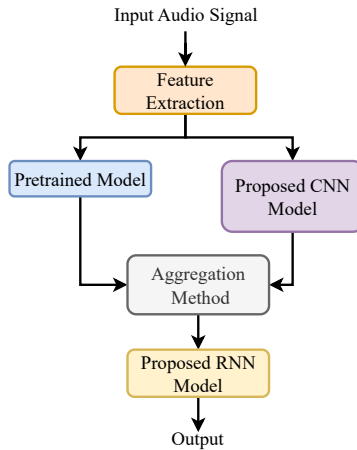 Input Audio Signal
Feature
Extraction
Pretrained Model
Proposed CNN
Model
Aggregation
Method
Proposed RNN
Model
Output